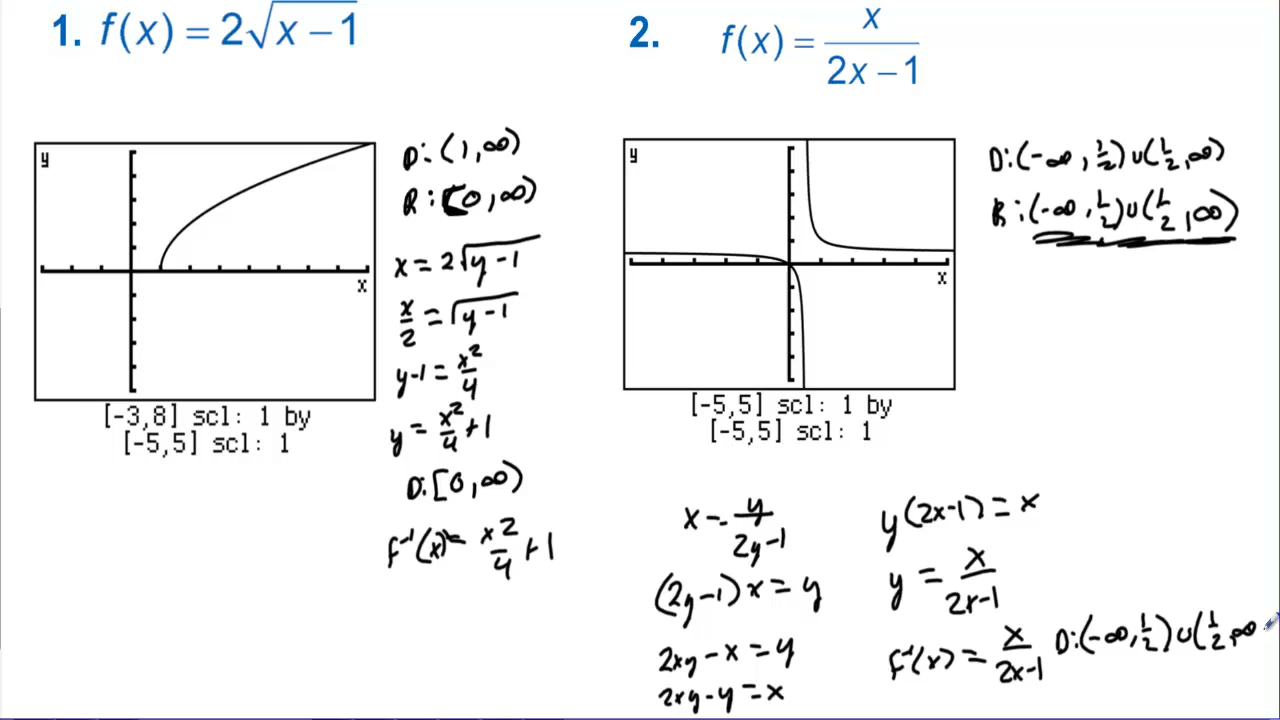 1. f(x) = 2√(x – 1)
y
x
[-3,8] scl: 1 by
[-5,5] scl: 1
D: (1, ∞)
R: [0, ∞)
x = 2√(y - 1)
x/2 = √(y - 1)
y - 1 = x²/4
y = x²/4 + 1
D: [0, ∞)
f⁻¹(x) = x²/4 + 1
2. f(x) = x/(2x – 1)
y
x
[-5,5] scl: 1 by
[-5,5] scl: 1
D: (-∞, 1/2) ∪ (1/2, ∞)
R: (-∞, 1/2) ∪ (1/2, ∞)
x = y/(2y - 1)
(2y - 1) x = y
2xy - x = y
2xy - y = x
y(2x - 1) = x
y = x/(2x - 1)
f⁻¹(x) = x/(2x - 1) D: (-∞, 1/2) ∪ (1/2, ∞